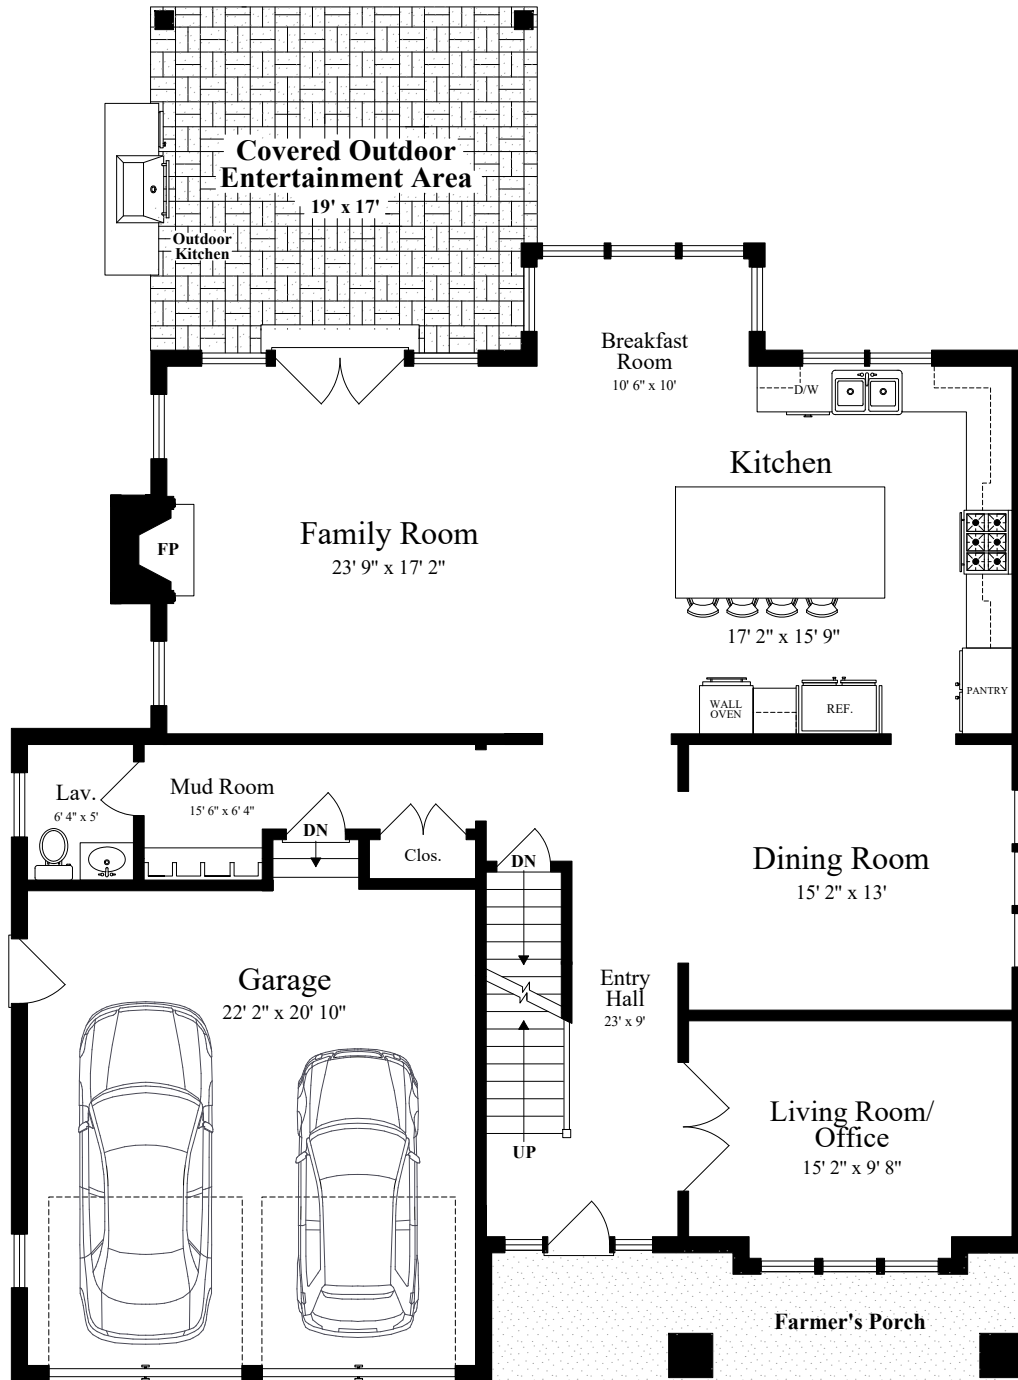 Covered Outdoor
Entertainment Area
19' x 17'
Outdoor
Kitchen
Breakfast
Room
10' 6" x 10'
D/W
Kitchen
Family Room
23' 9" x 17' 2"
FP
17' 2" x 15' 9"
WALL
OVEN
REF.
PANTRY
Lav.
6' 4" x 5'
Mud Room
15' 6" x 6' 4"
DN
Clos.
DN
Dining Room
15' 2" x 13'
Garage
22' 2" x 20' 10"
Entry
Hall
23' x 9'
UP
Living Room/
Office
15' 2" x 9' 8"
Farmer's Porch